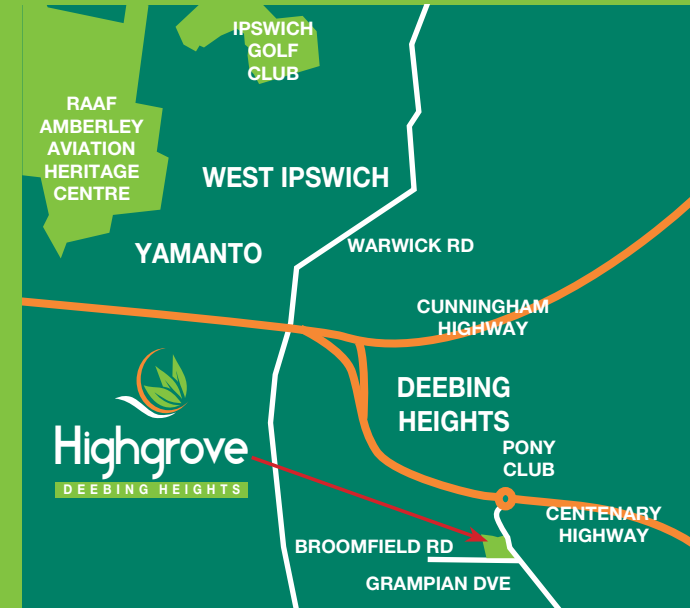 IPSWICH
GOLF
CLUB
RAAF
AMBERLEY
AVIATION
HERITAGE
CENTRE
WEST IPSWICH
YAMANTO
WARWICK RD
CUNNINGHAM
HIGHWAY
DEEBING
HEIGHTS
Highgrove
DEEBING HEIGHTS
PONY
CLUB
CENTENARY
HIGHWAY
BROOMFIELD RD
GRAMPIAN DVE